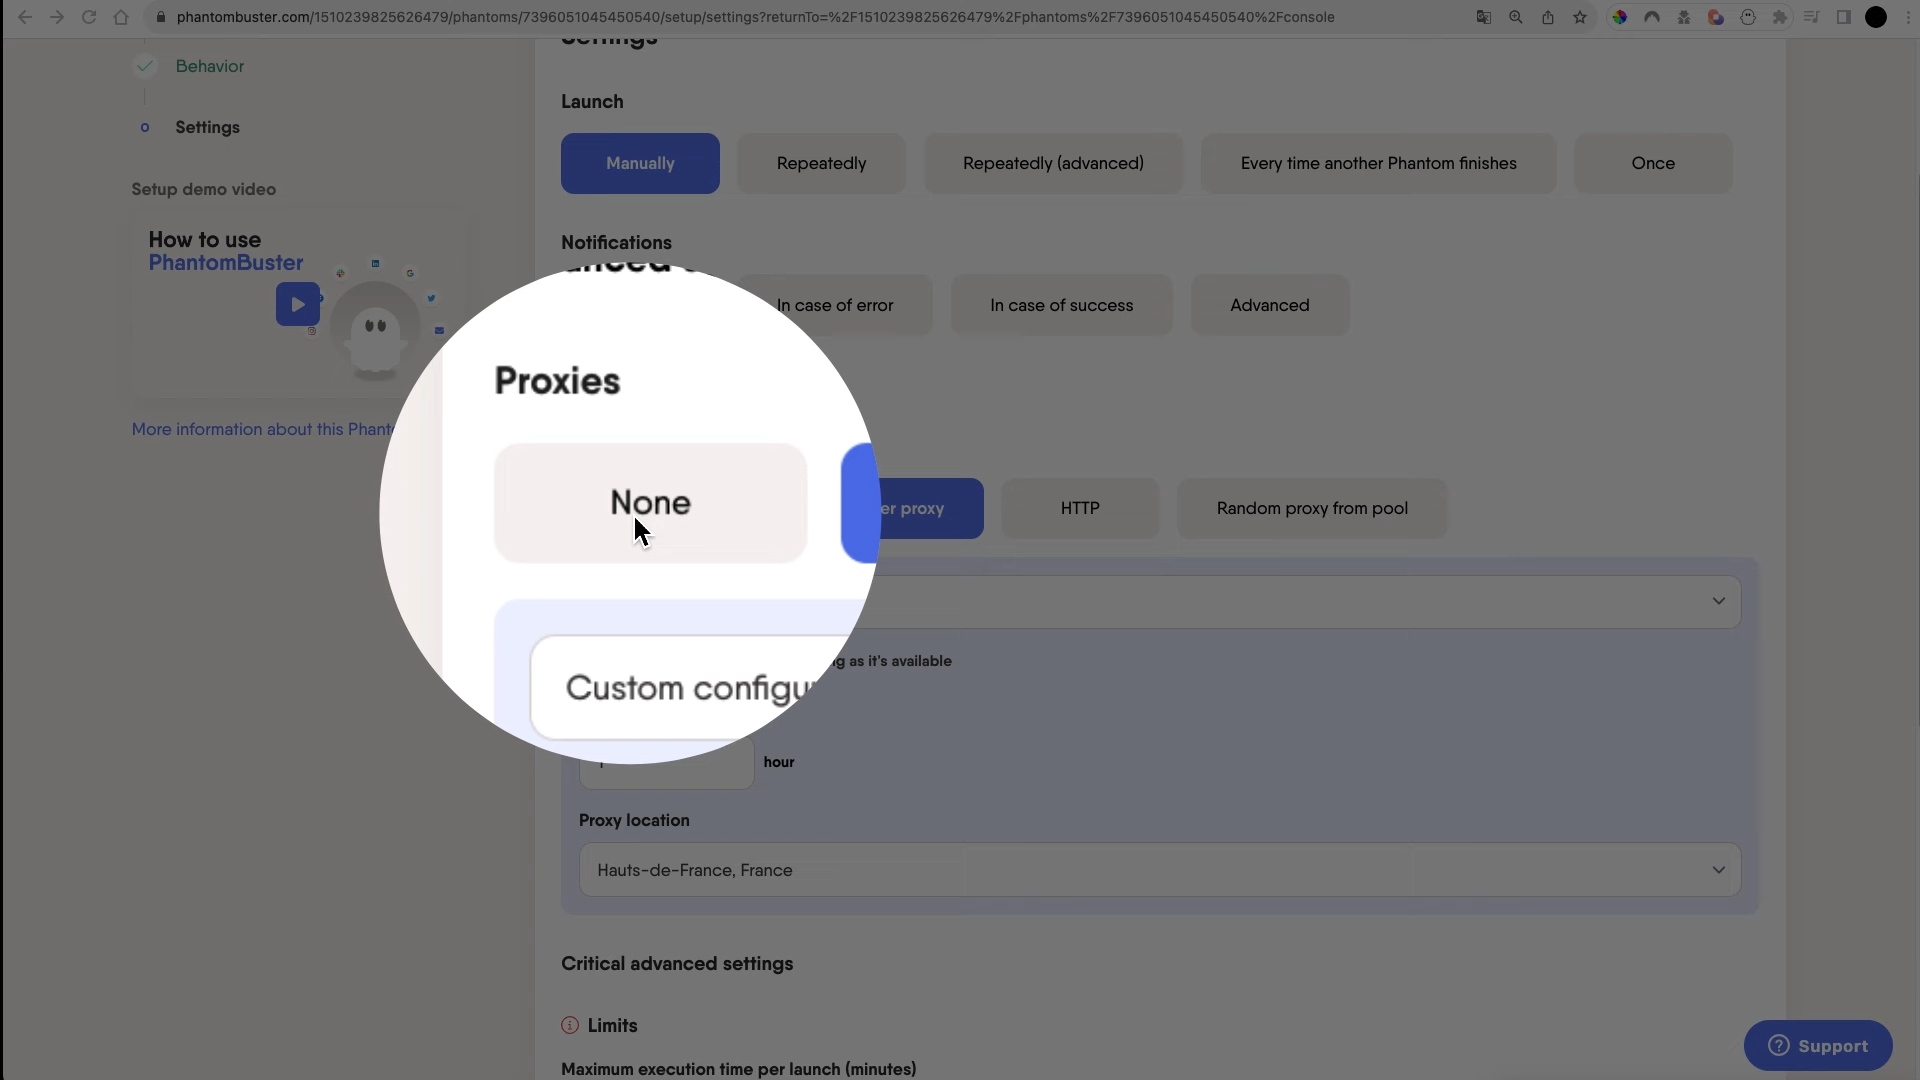 phantombuster.com/1510239825626479/phantoms/7396051045450540/setup/settings?returnTo=%2F1510239825626479%2Fphantoms%2F7396051045450540%2Fconsole
Settings
Behavior
Settings
Setup demo video
How to use
PhantomBuster
More information about this Phant
Launch
Manually
Repeatedly
Repeatedly (advanced)
Every time another Phantom finishes
Once
Notifications
In case of error
In case of success
Advanced
Proxies
None
er proxy
HTTP
Random proxy from pool
Custom configu
as it's available
hour
Proxy location
Hauts-de-France, France
Critical advanced settings
Limits
Maximum execution time per launch (minutes)
Support